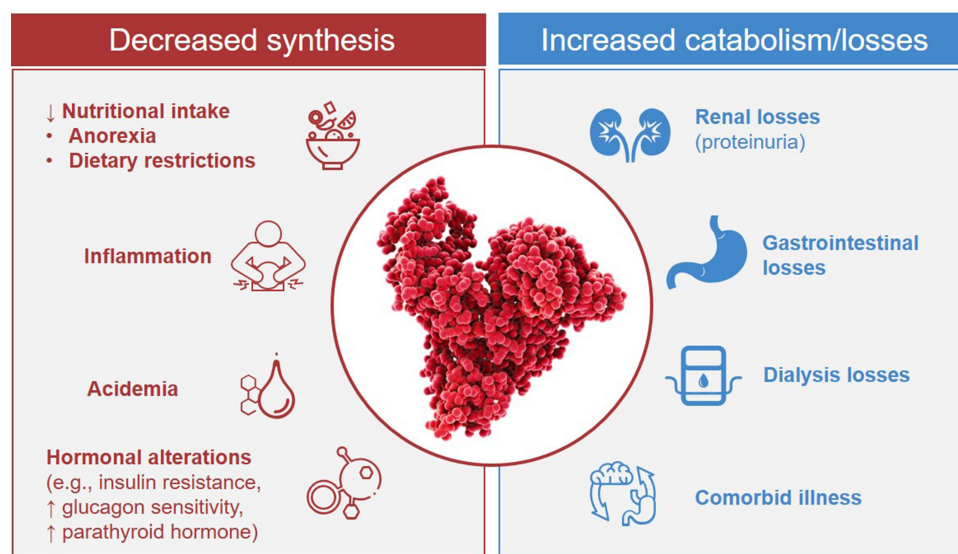 Decreased synthesis
↓ Nutritional intake
• Anorexia
• Dietary restrictions
Inflammation
Acidemia
Hormonal alterations
(e.g., insulin resistance,
↑ glucagon sensitivity,
↑ parathyroid hormone)
Increased catabolism/losses
Renal losses
(proteinuria)
Gastrointestinal
losses
Dialysis losses
Comorbid illness